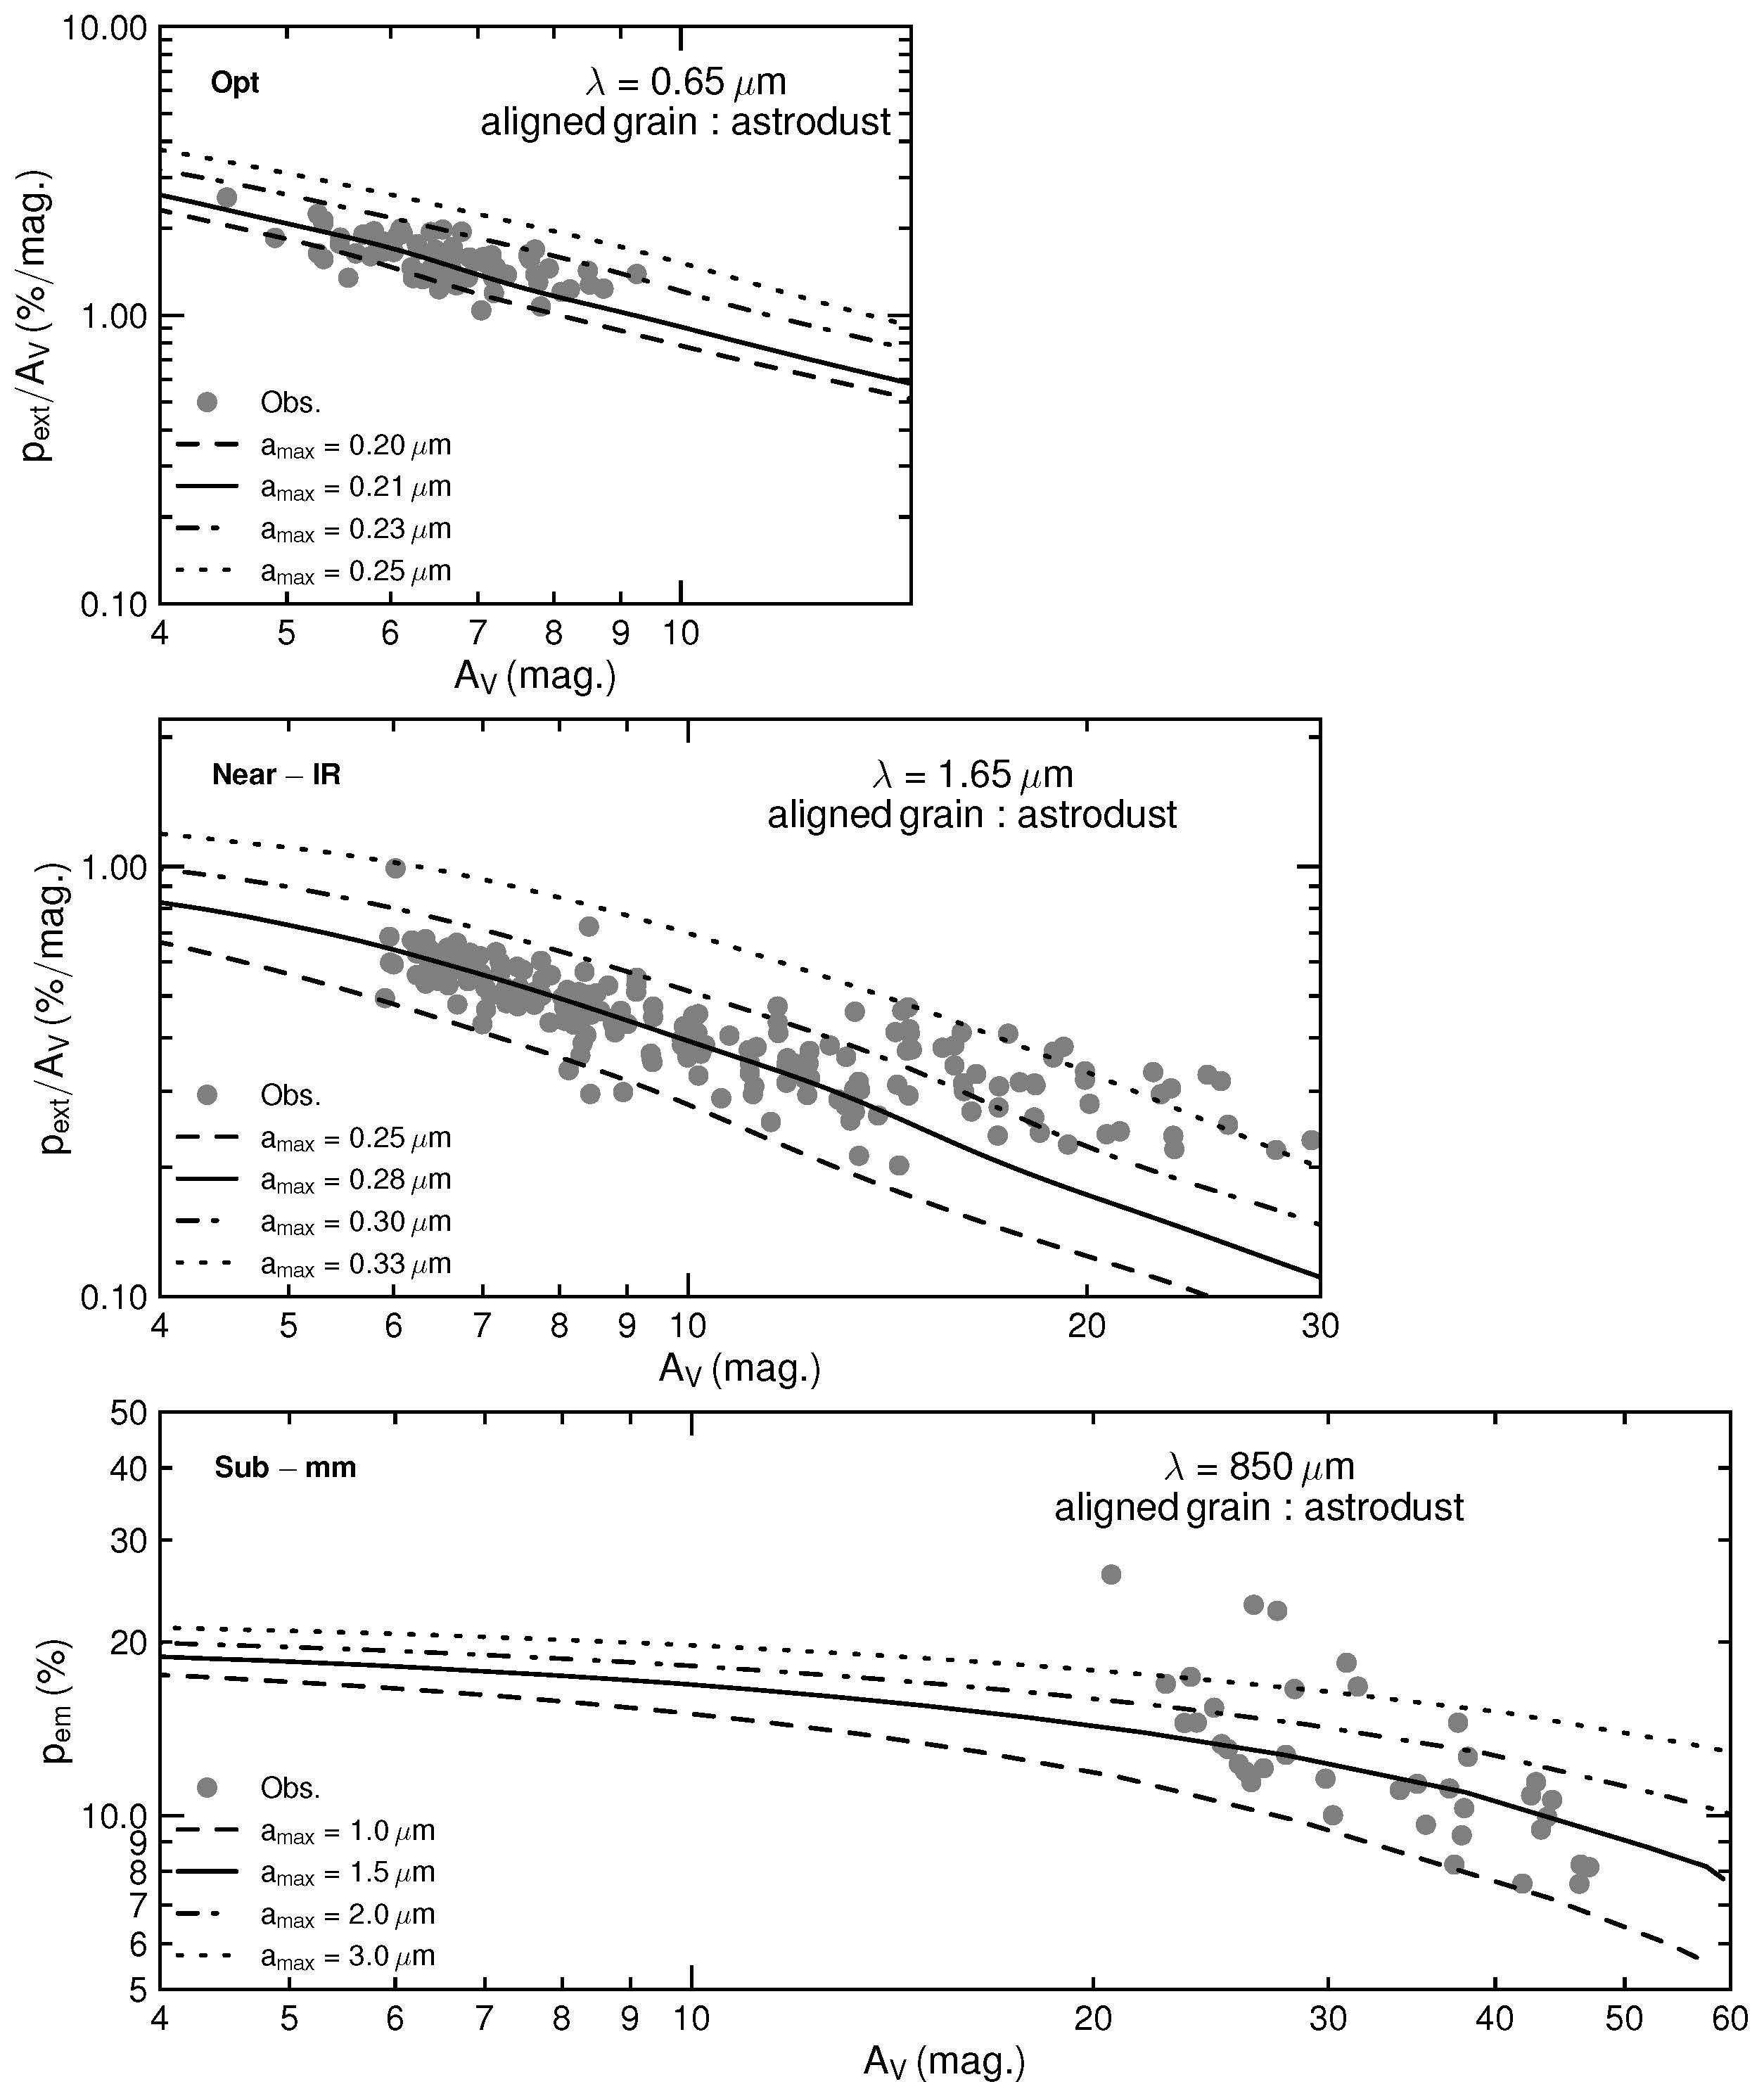 10.00
Opt
λ = 0.65 μm
aligned grain : astrodust
1.00
p_ext/A_V (%/mag.)
Obs.
a_max = 0.20 μm
a_max = 0.21 μm
a_max = 0.23 μm
a_max = 0.25 μm
0.10
4 5 6 7 8 9 10
A_V (mag.)
Near – IR
λ = 1.65 μm
aligned grain : astrodust
1.00
p_ext/A_V (%/mag.)
Obs.
a_max = 0.25 μm
a_max = 0.28 μm
a_max = 0.30 μm
a_max = 0.33 μm
0.10
4 5 6 7 8 9 10 20 30
A_V (mag.)
50
Sub – mm
λ = 850 μm
40
aligned grain : astrodust
30
20
p_em (%)
Obs.
10.0
a_max = 1.0 μm
9
a_max = 1.5 μm
8
7
a_max = 2.0 μm
6
a_max = 3.0 μm
5
4 5 6 7 8 9 10 20 30 40 50 60
A_V (mag.)